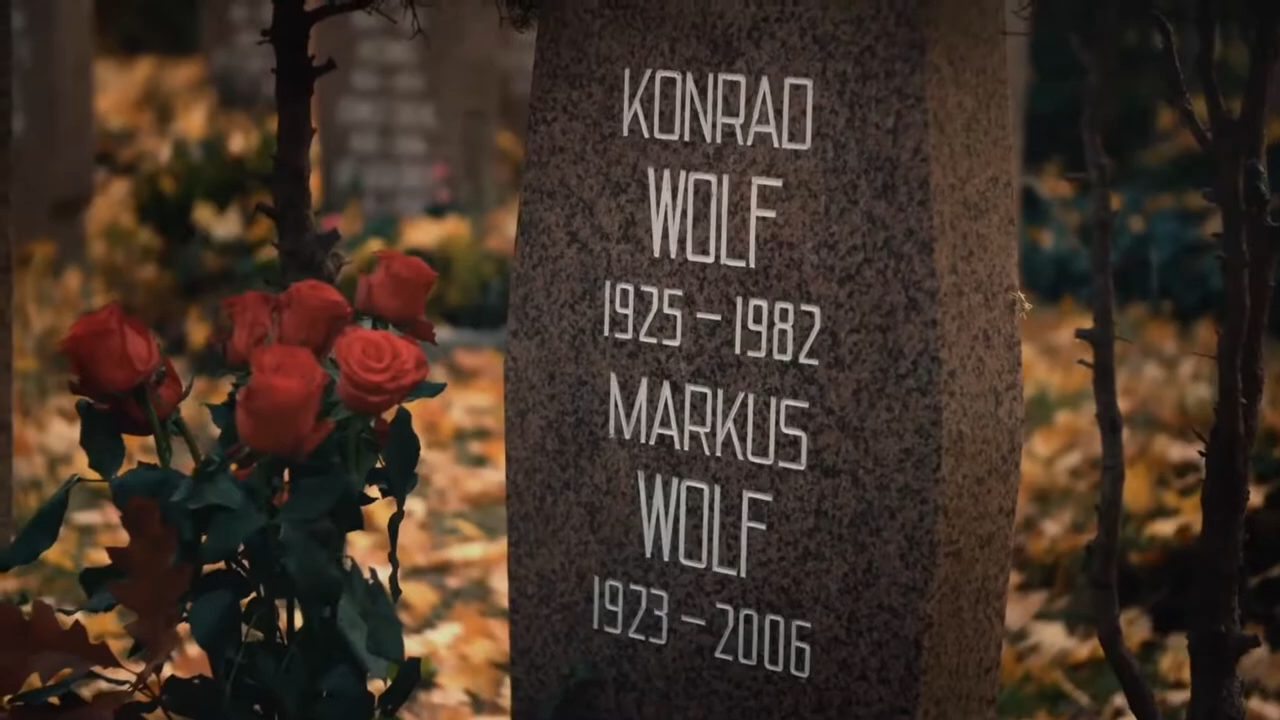 KONRAD
WOLF
1925 – 1982
MARKUS
WOLF
1923 – 2006